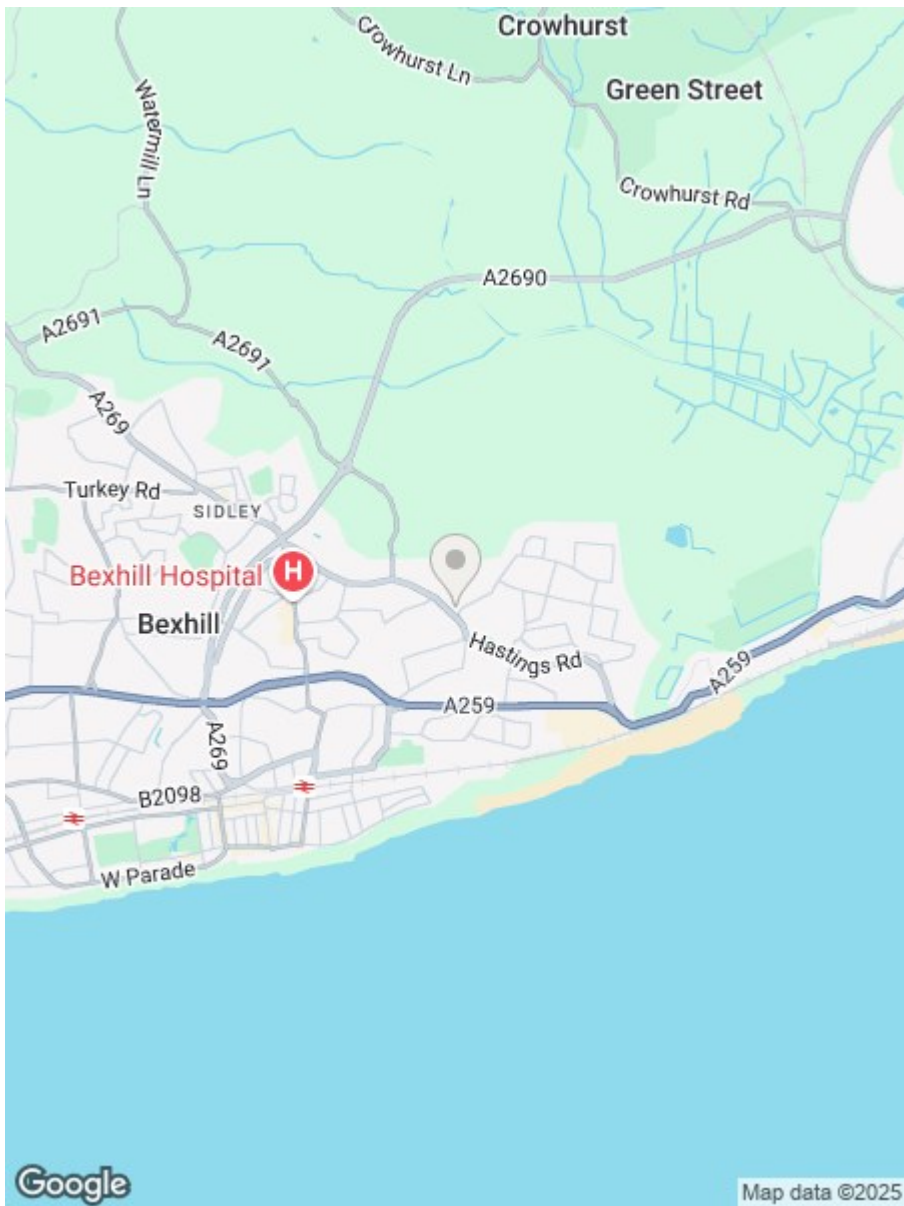 Crowhurst
Crowhurst Ln
Green Street
Watermill Ln
Crowhurst Rd
A2690
A2691
A2691
A269
Turkey Rd
SIDLEY
Bexhill Hospital
H
Bexhill
Hastings Rd
A259
A259
A269
B2098
W Parade
Google
Map data ©2025